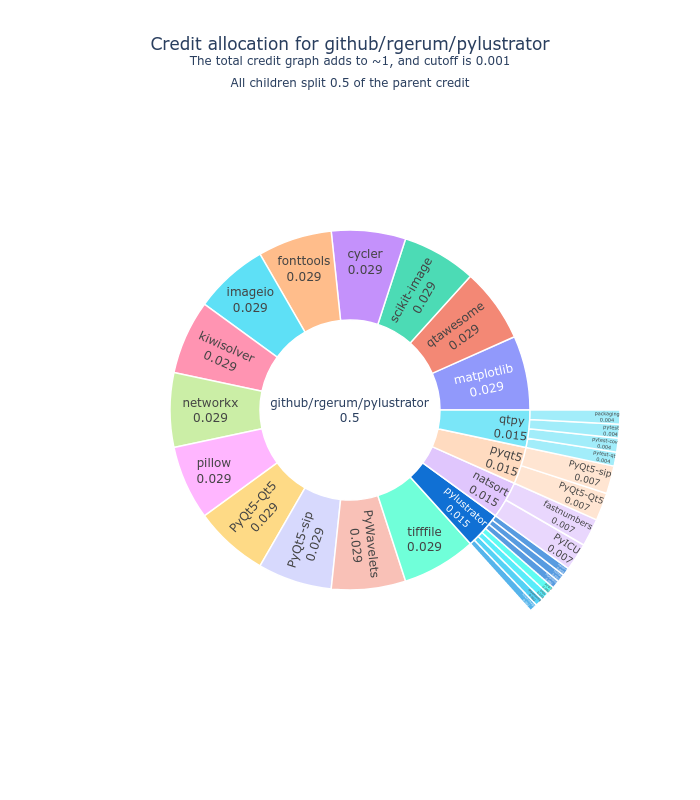 Credit allocation for github/rgerum/pylustrator
The total credit graph adds to ~1, and cutoff is 0.001
All children split 0.5 of the parent credit
github/rgerum/pylustrator
0.5
matplotlib
0.029
qtawesome
0.029
scikit-image
0.029
cycler
0.029
fonttools
0.029
imageio
0.029
kiwisolver
0.029
networkx
0.029
pillow
0.029
PyQt5-Qt5
0.029
PyQt5-sip
0.029
PyWavelets
0.029
tifffile
0.029
pylustrator
0.015
natsort
0.015
pyqt5
0.015
qtpy
0.015
packaging
0.004
pytest
0.004
pytest-cov
0.004
pytest-qt
0.004
PyQt5-sip
0.007
PyQt5-Qt5
0.007
fastnumbers
0.007
PyICU
0.007